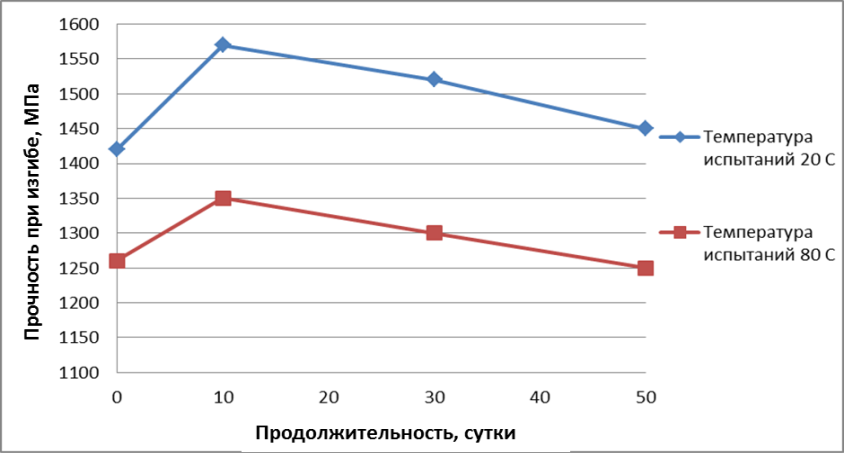 Прочность при изгибе, МПа
1600
1550
1500
1450
1400
1350
1300
1250
1200
1150
1100
0 10 20 30 40 50
Продолжительность, сутки
Температура
испытаний 20 С
Температура
испытаний 80 С